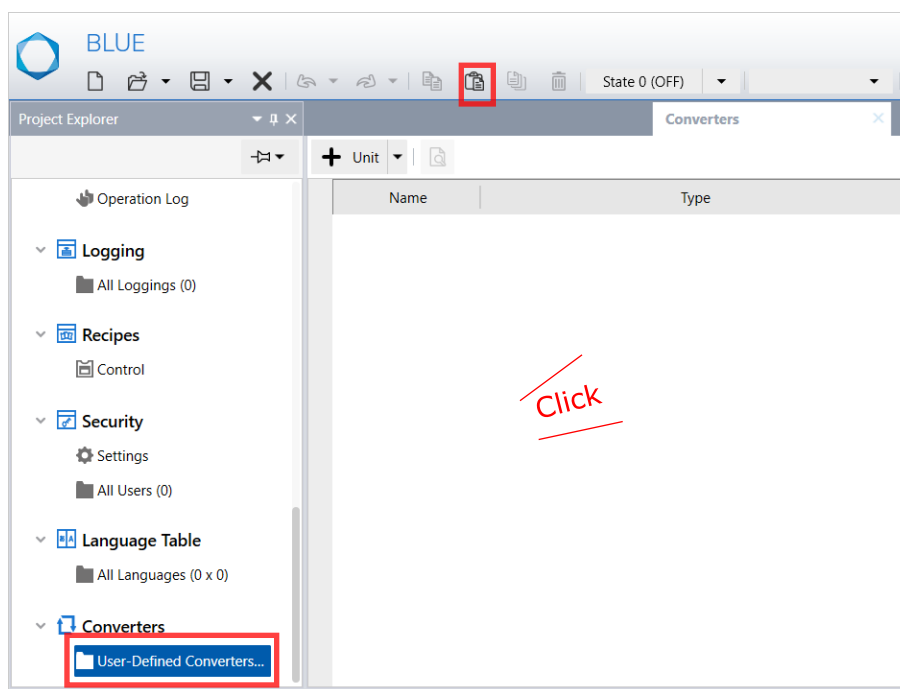 BLUE
State 0 (OFF)
Project Explorer
Converters
Unit
Name Type
Operation Log
Logging
All Loggings (0)
Recipes
Control
Click
Security
Settings
All Users (0)
Language Table
All Languages (0 x 0)
Converters
User-Defined Converters...